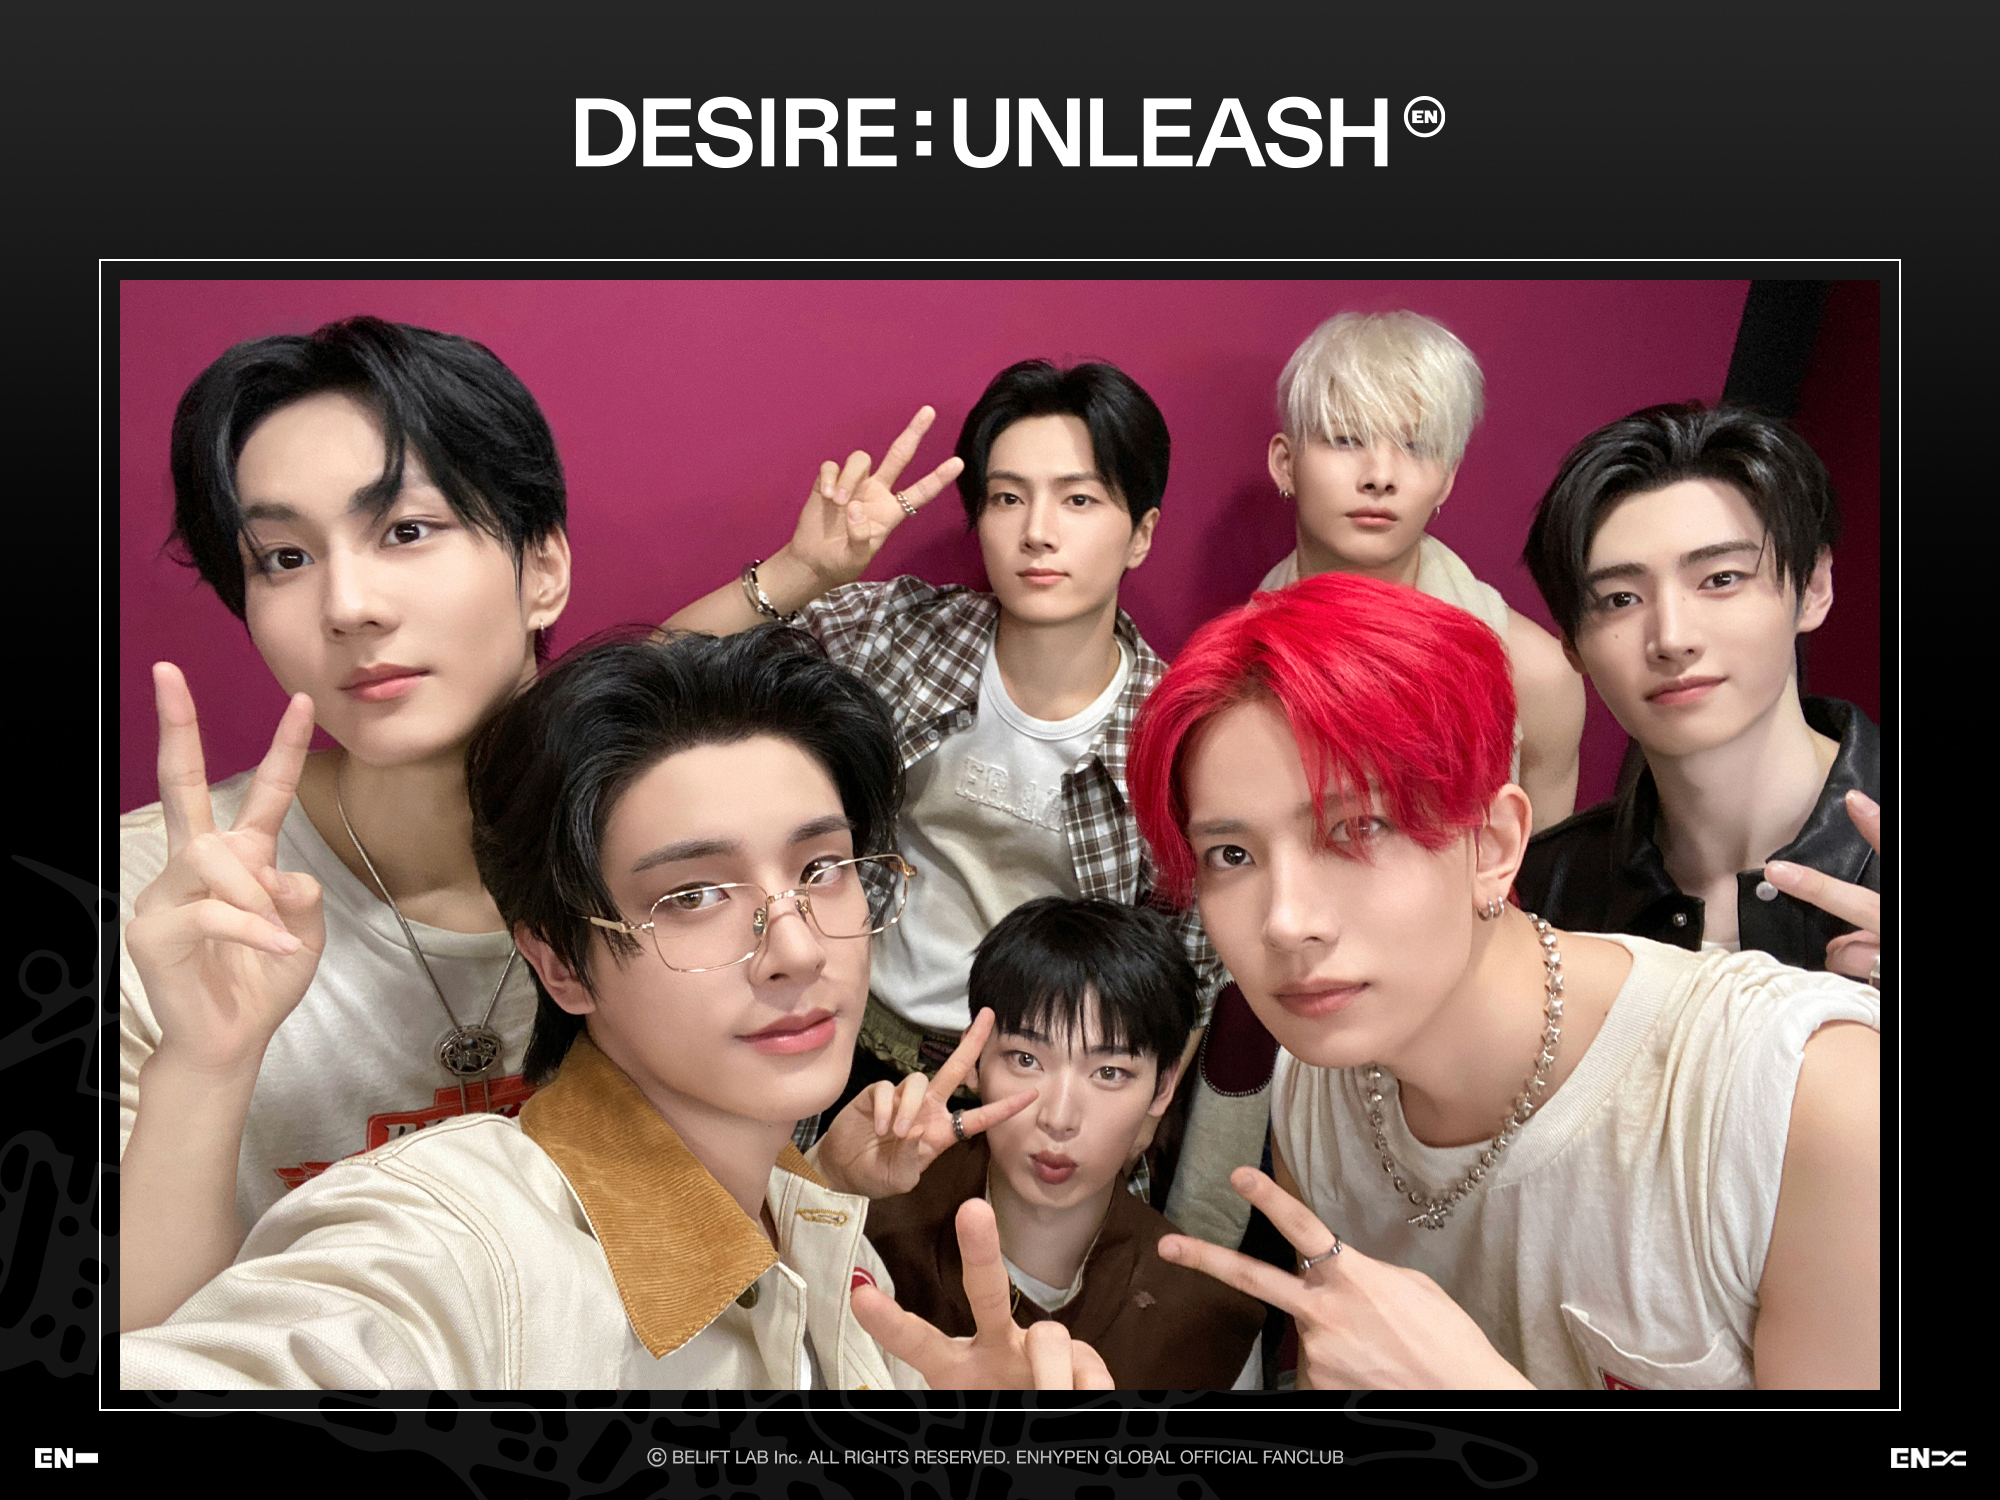 DESIRE : UNLEASH EN
EN-
© BELIFT LAB Inc. ALL RIGHTS RESERVED. ENHYPEN GLOBAL OFFICIAL FANCLUB
EN